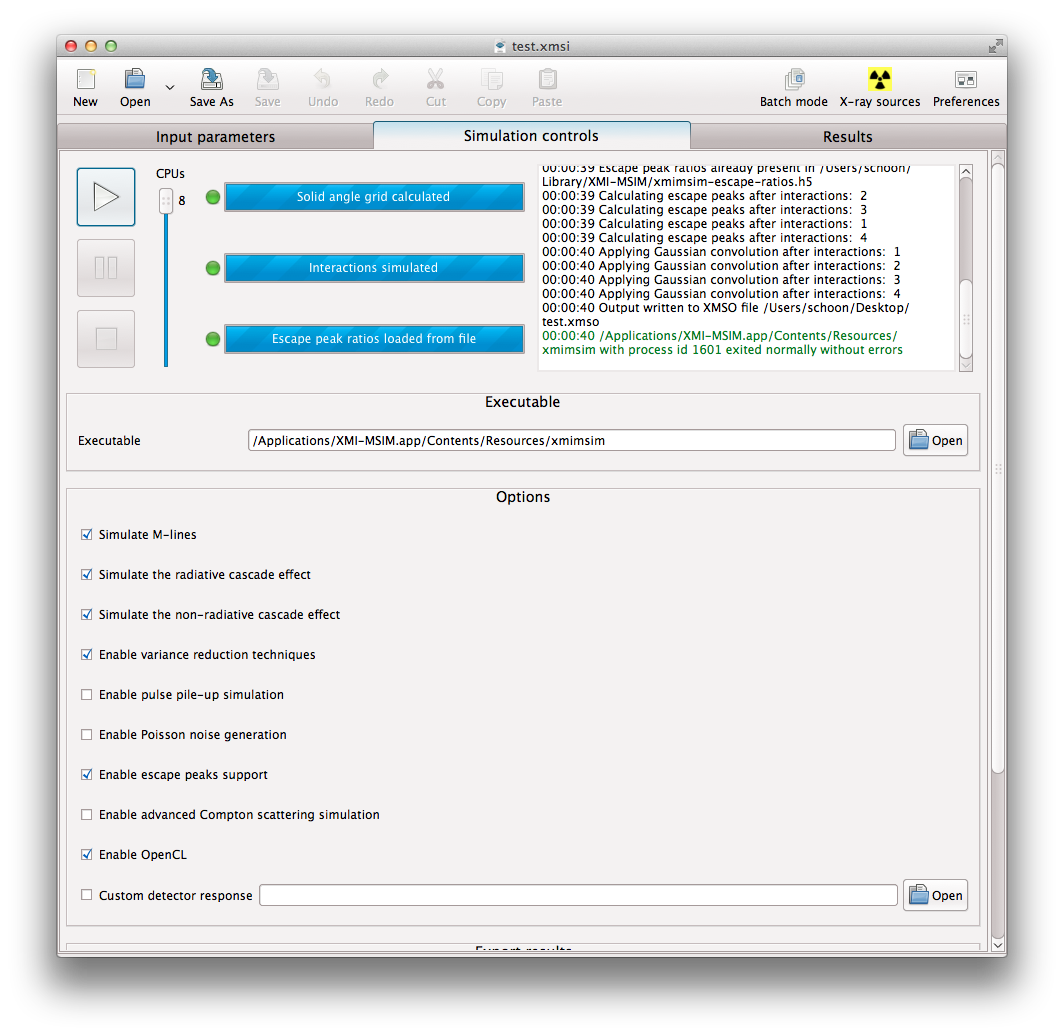 test.xmsi
New
Open
Save As
Save
Undo
Redo
Cut
Copy
Paste
Batch mode
X-ray sources
Preferences
Input parameters
Simulation controls
Results
CPUs
8
Solid angle grid calculated
Interactions simulated
Escape peak ratios loaded from file
00:00:39 Escape peak ratios already present in /Users/schoon/
Library/XMI-MSIM/xmimsim-escape-ratios.h5
00:00:39 Calculating escape peaks after interactions: 2
00:00:39 Calculating escape peaks after interactions: 3
00:00:39 Calculating escape peaks after interactions: 1
00:00:39 Calculating escape peaks after interactions: 4
00:00:40 Applying Gaussian convolution after interactions: 1
00:00:40 Applying Gaussian convolution after interactions: 2
00:00:40 Applying Gaussian convolution after interactions: 3
00:00:40 Applying Gaussian convolution after interactions: 4
00:00:40 Output written to XMSO file /Users/schoon/Desktop/
test.xmso
00:00:40 /Applications/XMI-MSIM.app/Contents/Resources/
xmimsim with process id 1601 exited normally without errors
Executable
Executable
/Applications/XMI-MSIM.app/Contents/Resources/xmimsim
Open
Options
Simulate M-lines
Simulate the radiative cascade effect
Simulate the non-radiative cascade effect
Enable variance reduction techniques
Enable pulse pile-up simulation
Enable Poisson noise generation
Enable escape peaks support
Enable advanced Compton scattering simulation
Enable OpenCL
Custom detector response
Open
Export results